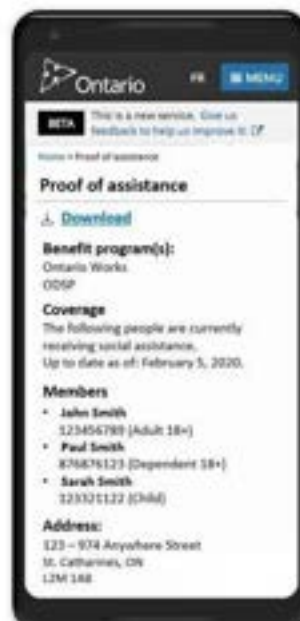 Ontario
FR
MENU
BETA
This is a new service. Give us
feedback to help us improve it.
Home > Proof of assistance
Proof of assistance
Download
Benefit program(s):
Ontario Works
ODSP
Coverage
The following people are currently
receiving social assistance.
Up to date as of: February 5, 2020.
Members
• John Smith
123456789 (Adult 18+)
• Paul Smith
876876123 (Dependent 18+)
• Sarah Smith
123321122 (Child)
Address:
123 – 974 Anywhere Street
St. Catharines, ON
L2M 1A8